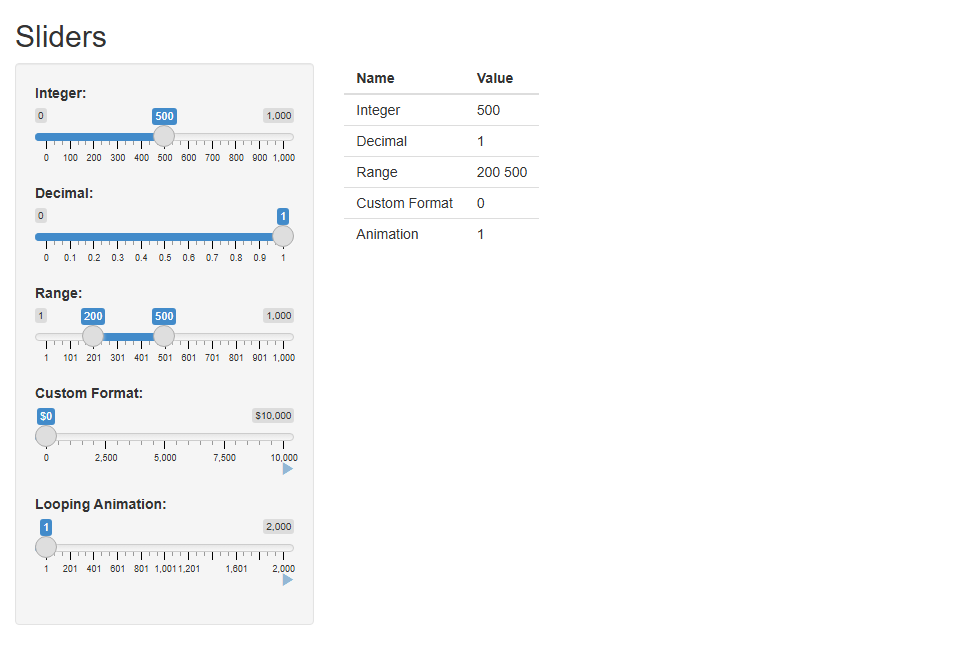 Sliders
Integer:
0 500 1,000
0 100 200 300 400 500 600 700 800 900 1,000
Decimal:
0 1
0 0.1 0.2 0.3 0.4 0.5 0.6 0.7 0.8 0.9 1
Range:
1 200 500 1,000
1 101 201 301 401 501 601 701 801 901 1,000
Custom Format:
$0 $10,000
0 2,500 5,000 7,500 10,000
Looping Animation:
1 2,000
1 201 401 601 801 1,001 1,201 1,601 2,000
Name Value
Integer 500
Decimal 1
Range 200 500
Custom Format 0
Animation 1